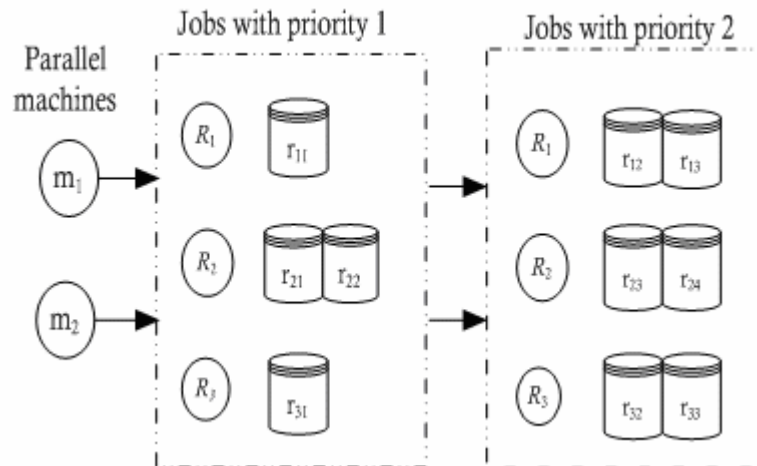 Jobs with priority 1
Jobs with priority 2
Parallel
machines
m1
m2
R1
r11
R2
r21 r22
R3
r31
R1
r12 r13
R2
r23 r24
R3
r32 r33